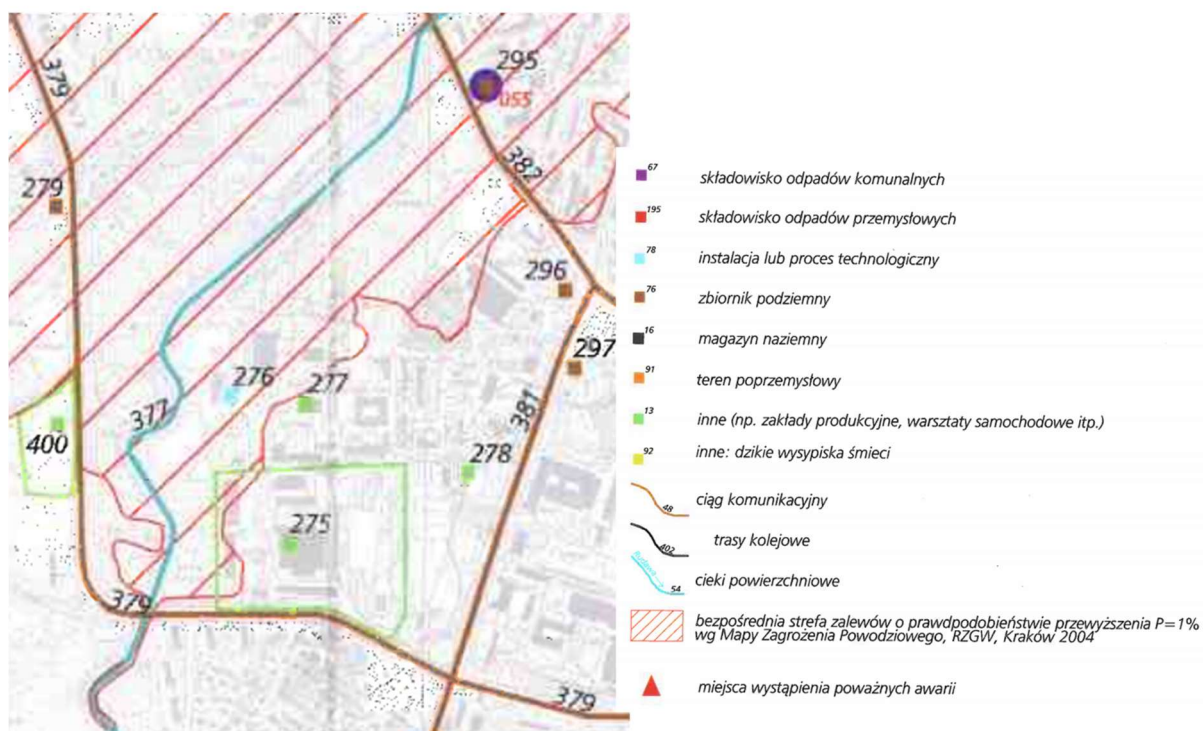 379
295
055
382
279
296
297
276
277
377
381
400
278
275
379
379
67
składowisko odpadów komunalnych
195
składowisko odpadów przemysłowych
78
instalacja lub proces technologiczny
76
zbiornik podziemny
16
magazyn naziemny
91
teren poprzemysłowy
13
inne (np. zakłady produkcyjne, warsztaty samochodowe itp.)
92
inne: dzikie wysypiska śmieci
48
ciąg komunikacyjny
402
trasy kolejowe
54
cieki powierzchniowe
bezpośrednia strefa zalewów o prawdpodobieństwie przewyższenia P=1%
wg Mapy Zagrożenia Powodziowego, RZGW, Kraków 2004
miejsca wystąpienia poważnych awarii